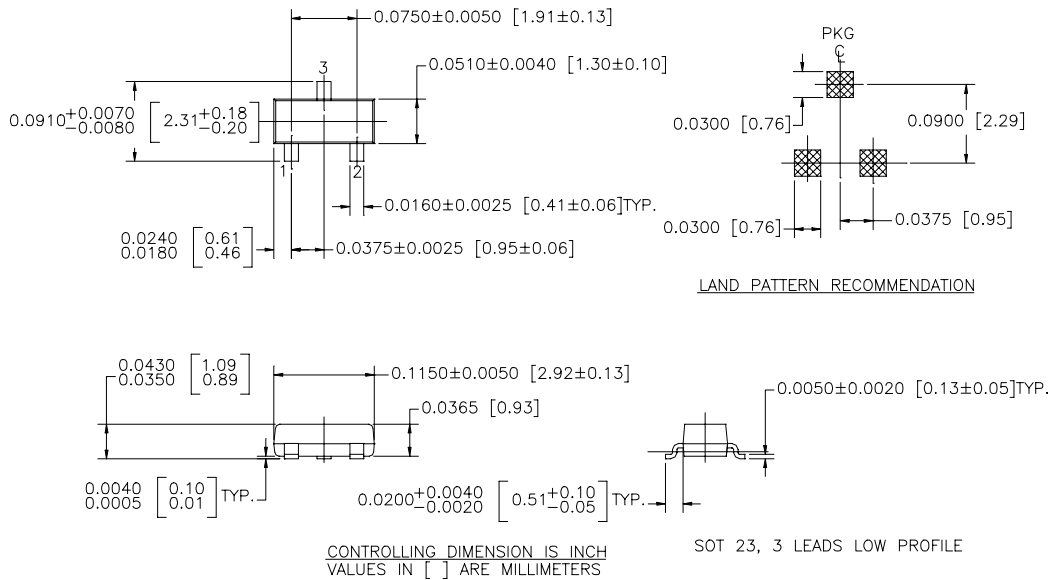 0.0750±0.0050 [1.91±0.13]
PKG
℄
3
0.0510±0.0040 [1.30±0.10]
0.0910+0.0070 -0.0080 [2.31+0.18 -0.20]
0.0300 [0.76]
0.0900 [2.29]
1
2
0.0160±0.0025 [0.41±0.06]TYP.
0.0240 [0.61]
0.0180 [0.46]
0.0375±0.0025 [0.95±0.06]
0.0300 [0.76]
0.0375 [0.95]
LAND PATTERN RECOMMENDATION
0.0430 [1.09]
0.0350 [0.89]
0.1150±0.0050 [2.92±0.13]
0.0050±0.0020 [0.13±0.05]TYP.
0.0365 [0.93]
0.0040 [0.10]
0.0005 [0.01] TYP.
0.0200+0.0040 -0.0020 [0.51+0.10 -0.05] TYP.
CONTROLLING DIMENSION IS INCH
VALUES IN [ ] ARE MILLIMETERS
SOT 23, 3 LEADS LOW PROFILE